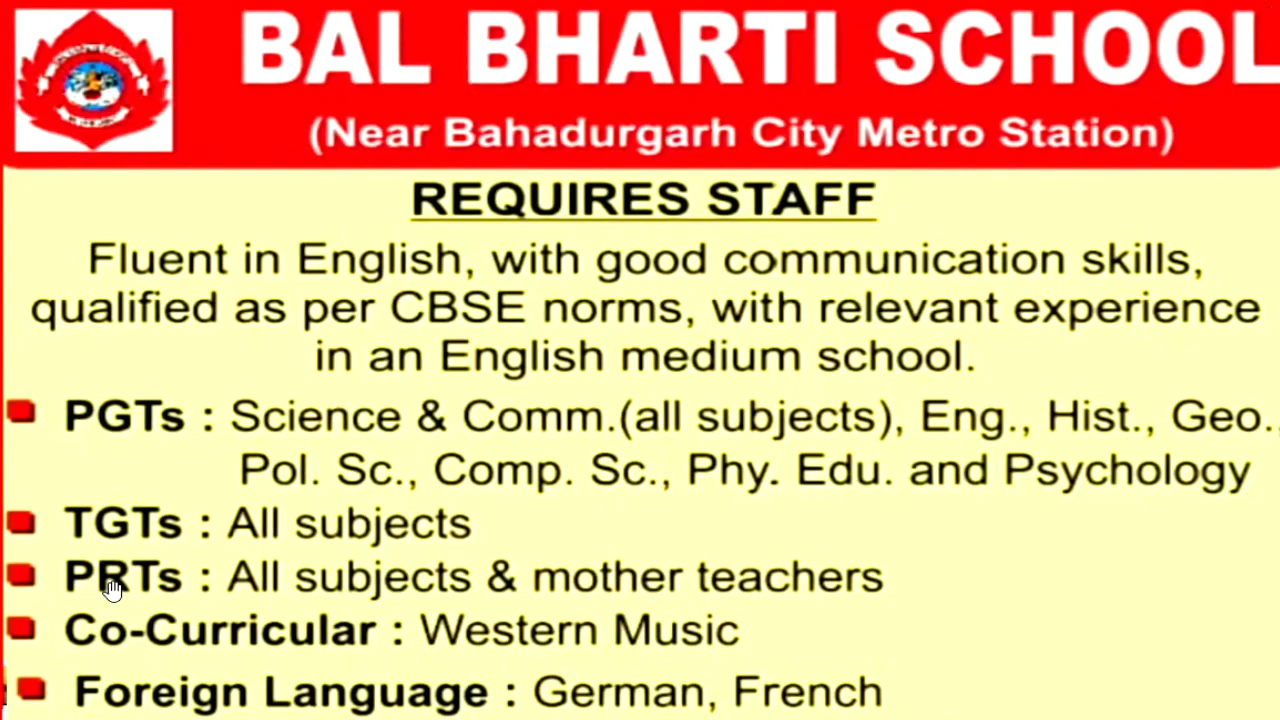 BAL BHARTI SCHOOL
(Near Bahadurgarh City Metro Station)
REQUIRES STAFF
Fluent in English, with good communication skills,
qualified as per CBSE norms, with relevant experience
in an English medium school.
PGTs : Science & Comm.(all subjects), Eng., Hist., Geo.,
Pol. Sc., Comp. Sc., Phy. Edu. and Psychology
TGTs : All subjects
PRTs : All subjects & mother teachers
Co-Curricular : Western Music
Foreign Language : German, French